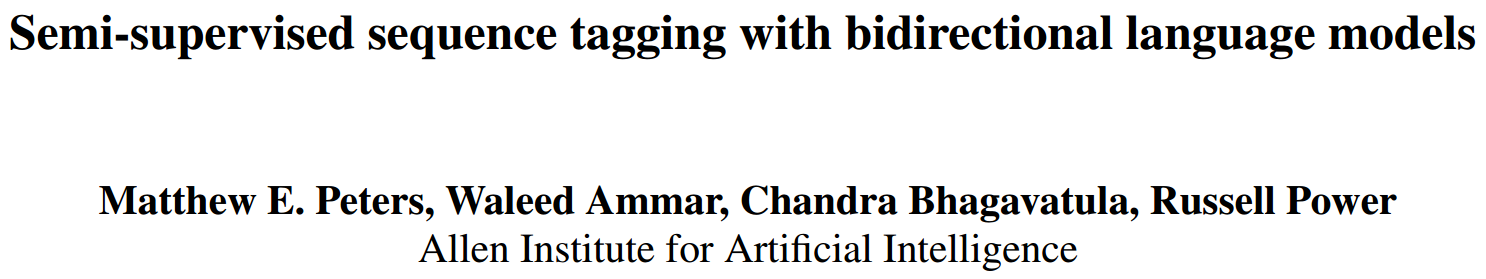 Semi-supervised sequence tagging with bidirectional language models
Matthew E. Peters, Waleed Ammar, Chandra Bhagavatula, Russell Power
Allen Institute for Artificial Intelligence